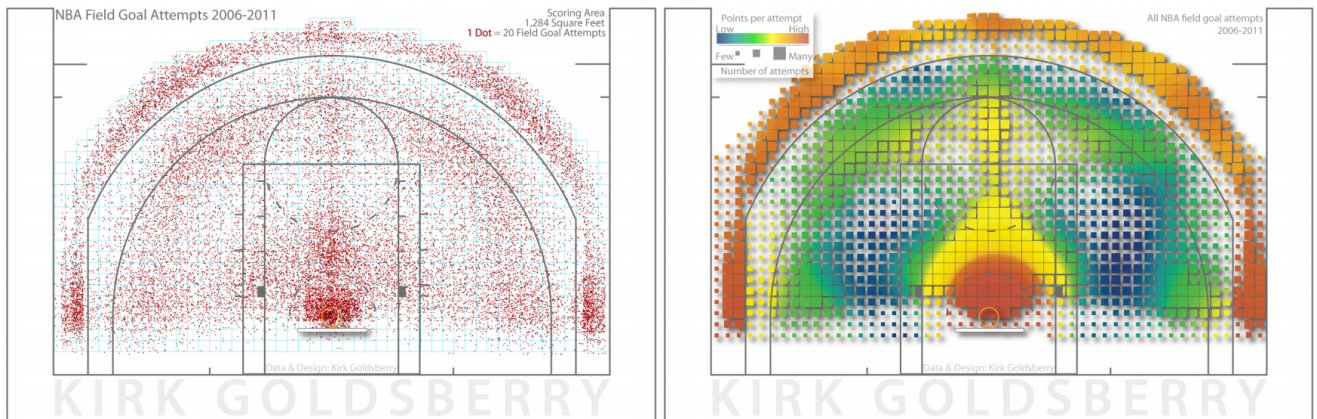 NBA Field Goal Attempts 2006-2011
Scoring Area
1,284 Square Feet
1 Dot = 20 Field Goal Attempts
Data & Design: Kirk Goldsberry
KIRK GOLDSBERRY
Points per attempt
Low High
Few Many
Number of attempts
All NBA field goal attempts
2006-2011
Data & Design: Kirk Goldsberry
KIRK GOLDSBERRY